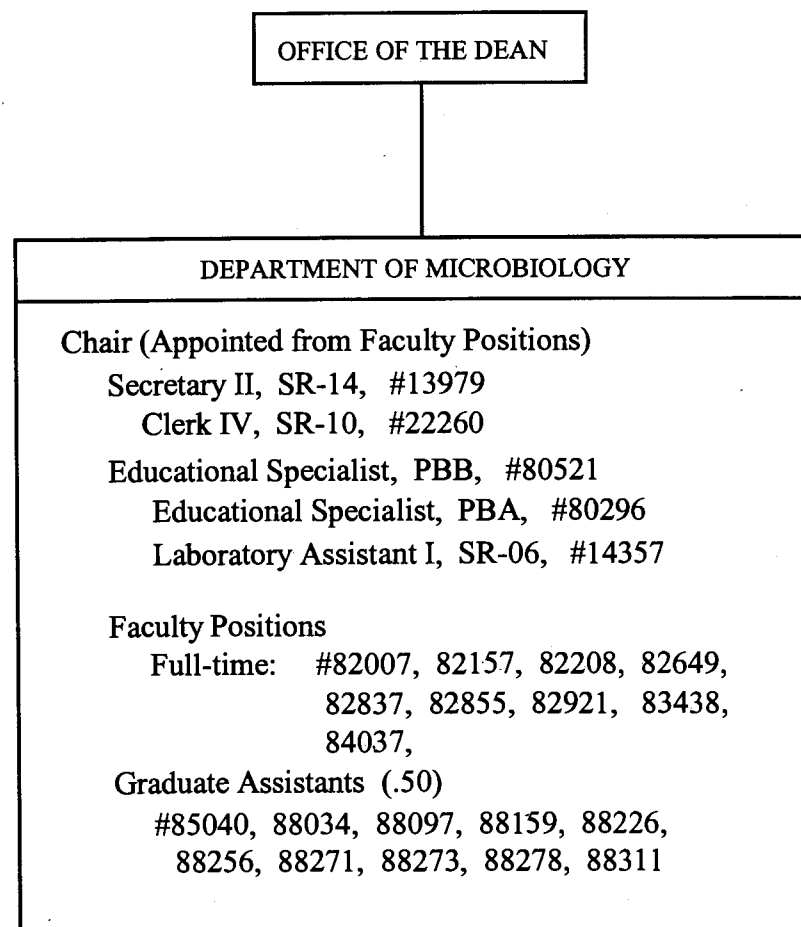 OFFICE OF THE DEAN
DEPARTMENT OF MICROBIOLOGY
Chair (Appointed from Faculty Positions)
Secretary II, SR-14, #13979
Clerk IV, SR-10, #22260
Educational Specialist, PBB, #80521
Educational Specialist, PBA, #80296
Laboratory Assistant I, SR-06, #14357
Faculty Positions
Full-time: #82007, 82157, 82208, 82649,
82837, 82855, 82921, 83438,
84037,
Graduate Assistants (.50)
#85040, 88034, 88097, 88159, 88226,
88256, 88271, 88273, 88278, 88311